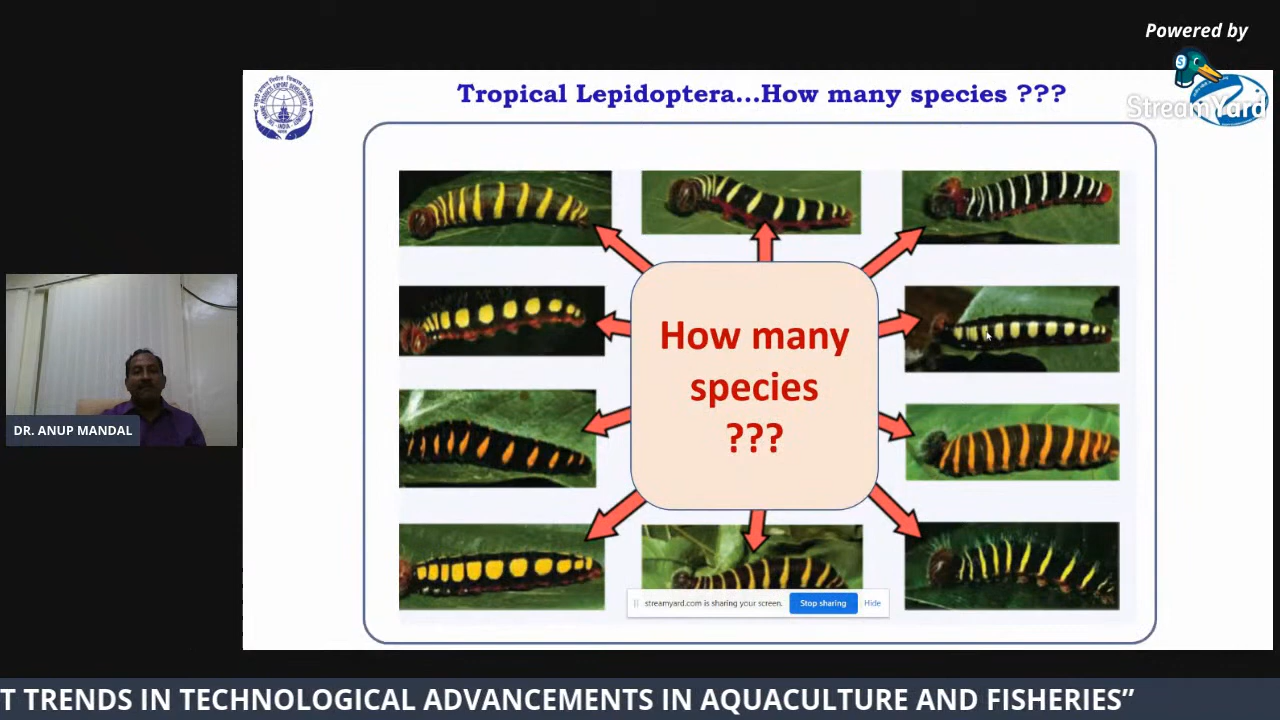 Powered by
StreamYard
Tropical Lepidoptera...How many species ???
How many
species
???
DR. ANUP MANDAL
streamyard.com is sharing your screen.
Stop sharing
Hide
T TRENDS IN TECHNOLOGICAL ADVANCEMENTS IN AQUACULTURE AND FISHERIES”